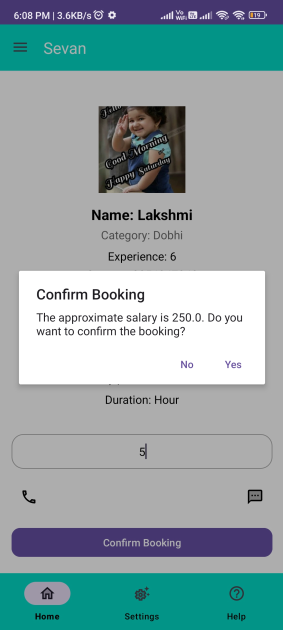 6:08 PM | 3.6KB/s
Vo
WiFi
19
Sevan
Hello
Good Morning
Happy Saturday
Name: Lakshmi
Category: Dobhi
Experience: 6
Confirm Booking
The approximate salary is 250.0. Do you
want to confirm the booking?
No
Yes
Duration: Hour
5
Confirm Booking
Home
Settings
Help